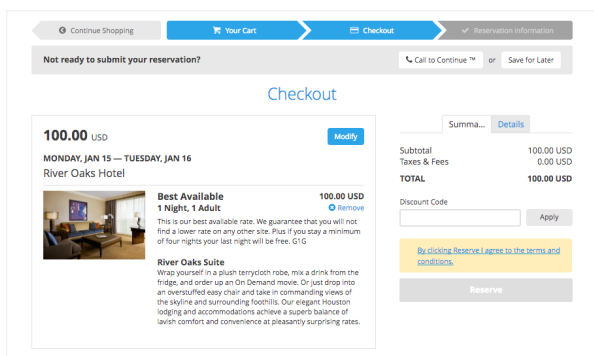 Continue Shopping
Your Cart
Checkout
Reservation Information
Not ready to submit your reservation?
Call to Continue ™
or
Save for Later
Checkout
100.00 USD
Modify
MONDAY, JAN 15 — TUESDAY, JAN 16
River Oaks Hotel
Best Available
100.00 USD
1 Night, 1 Adult
Remove
This is our best available rate. We guarantee that you will not
find a lower rate on any other site. Plus if you stay a minimum
of four nights your last night will be free. G1G
River Oaks Suite
Wrap yourself in a plush terrycloth robe, mix a drink from the
fridge, and order up an On Demand movie. Or just drop into
an overstuffed easy chair and take in commanding views of
the skyline and surrounding foothills. Our elegant Houston
lodging and accommodations achieve a superb balance of
lavish comfort and convenience at pleasantly surprising rates.
Summa...
Details
Subtotal 100.00 USD
Taxes & Fees 0.00 USD
TOTAL 100.00 USD
Discount Code
Apply
By clicking Reserve I agree to the terms and
conditions.
Reserve